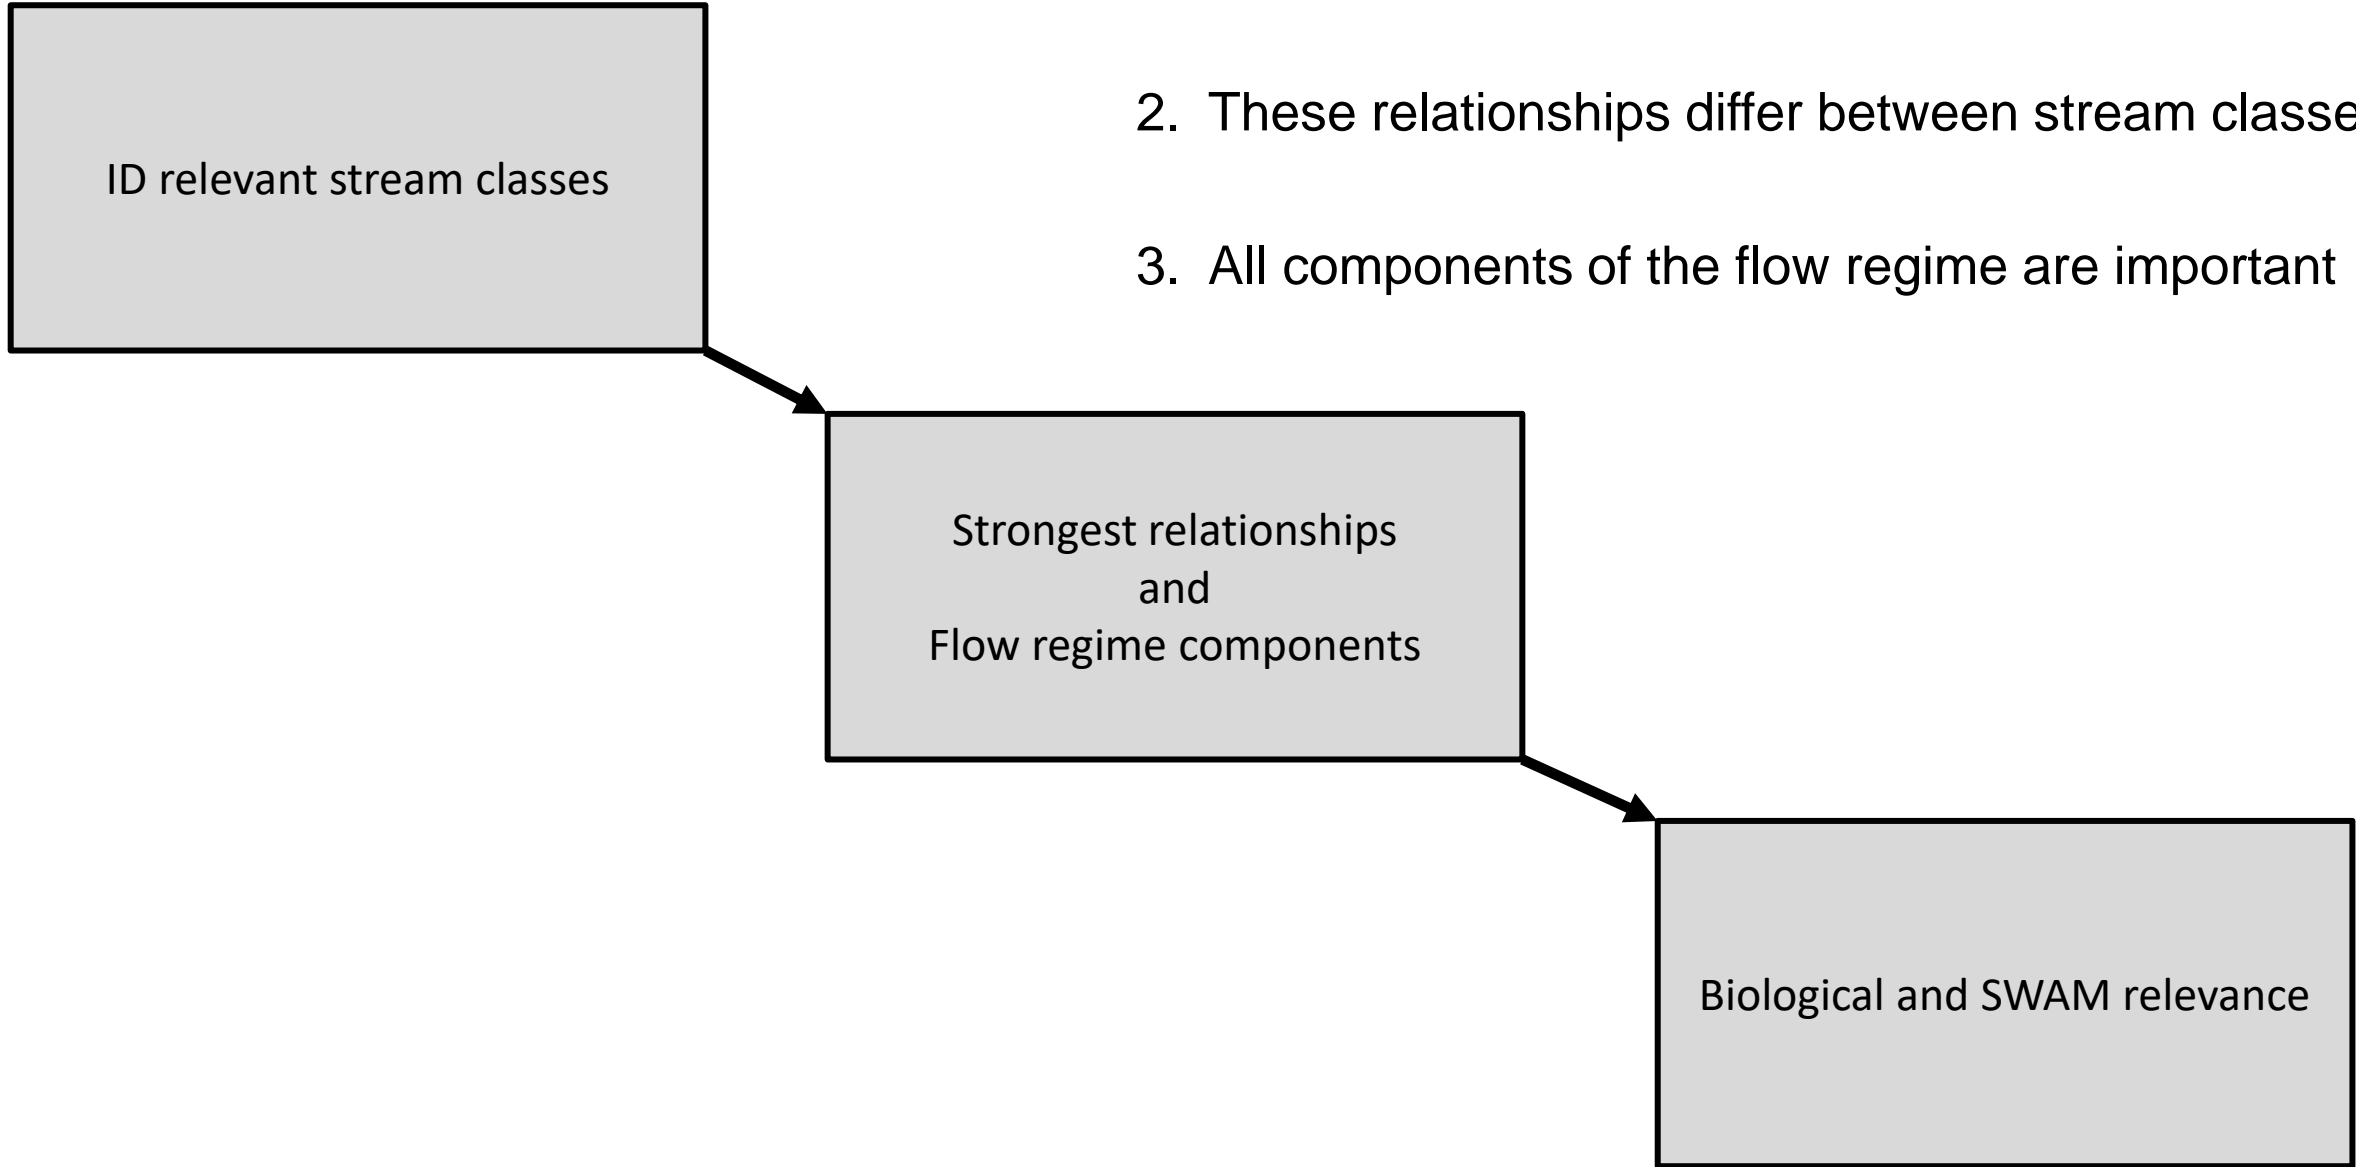 2. These relationships differ between stream classe
ID relevant stream classes
3. All components of the flow regime are important
Strongest relationships
and
Flow regime components
Biological and SWAM relevance